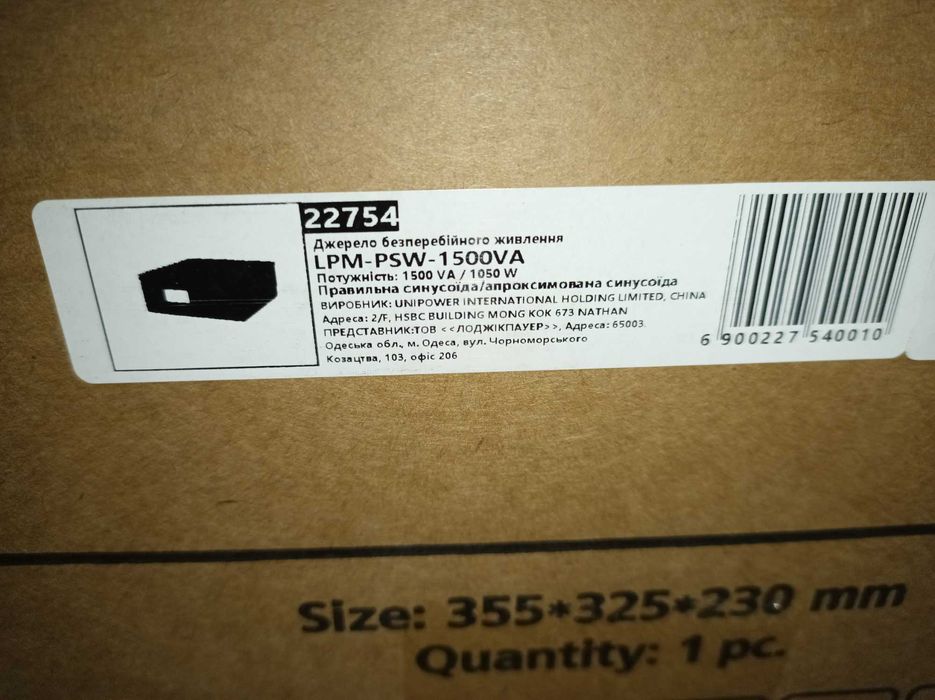 22754
Джерело безперебійного живлення
LPM-PSW-1500VA
Потужність: 1500 VA / 1050 W
Правильна синусоїда/апроксимована синусоїда
ВИРОБНИК: UNIPOWER INTERNATIONAL HOLDING LIMITED, CHINA
Адреса: 2/F, HSBC BUILDING MONG KOK 673 NATHAN
ПРЕДСТАВНИК:ТОВ <<ЛОДЖІКПАУЕР>>, Адреса: 65003.
Одеська обл., м. Одеса, вул. Чорноморського
Козацтва, 103, офіс 206
6 900227 540010
Size: 355*325*230 mm
Quantity: 1 pc.